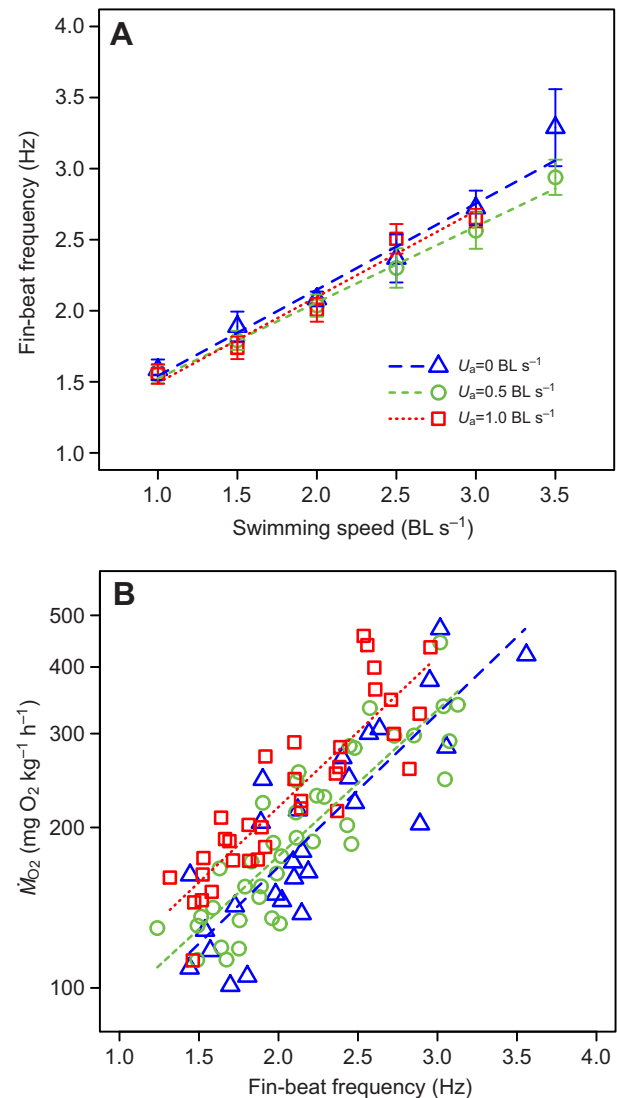 A
4.0
3.5
3.0
2.5
2.0
1.5
1.0
Fin-beat frequency (Hz)
Uₐ=0 BL s⁻¹
Uₐ=0.5 BL s⁻¹
Uₐ=1.0 BL s⁻¹
1.0 1.5 2.0 2.5 3.0 3.5
Swimming speed (BL s⁻¹)
B
500
400
300
200
100
Ṁ_O₂ (mg O₂ kg⁻¹ h⁻¹)
1.0 1.5 2.0 2.5 3.0 3.5 4.0
Fin-beat frequency (Hz)